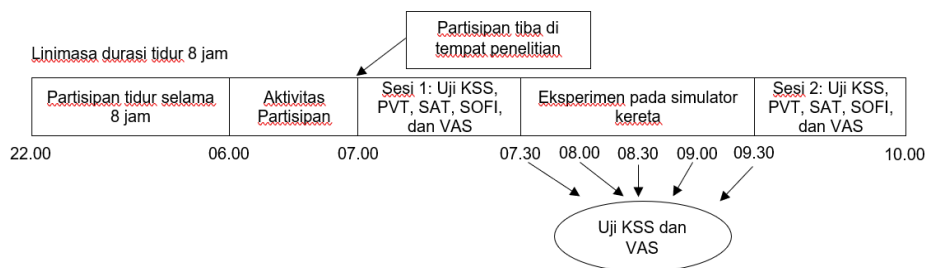 Partisipan tiba di
tempat penelitian
Linimasa durasi tidur 8 jam
Partisipan tidur selama
8 jam
Aktivitas
Partisipan
Sesi 1: Uji KSS,
PVT, SAT, SOFI,
dan VAS
Eksperimen pada simulator
kereta
Sesi 2: Uji KSS,
PVT, SAT, SOFI,
dan VAS
22.00 06.00 07.00 07.30 08.00 08.30 09.00 09.30 10.00
Uji KSS dan
VAS